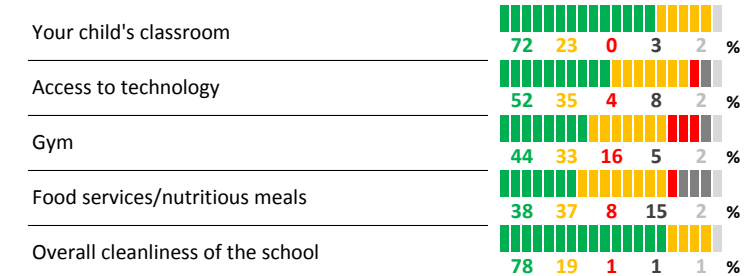 Your child's classroom
72 23 0 3 2 %
Access to technology
52 35 4 8 2 %
Gym
44 33 16 5 2 %
Food services/nutritious meals
38 37 8 15 2 %
Overall cleanliness of the school
78 19 1 1 1 %